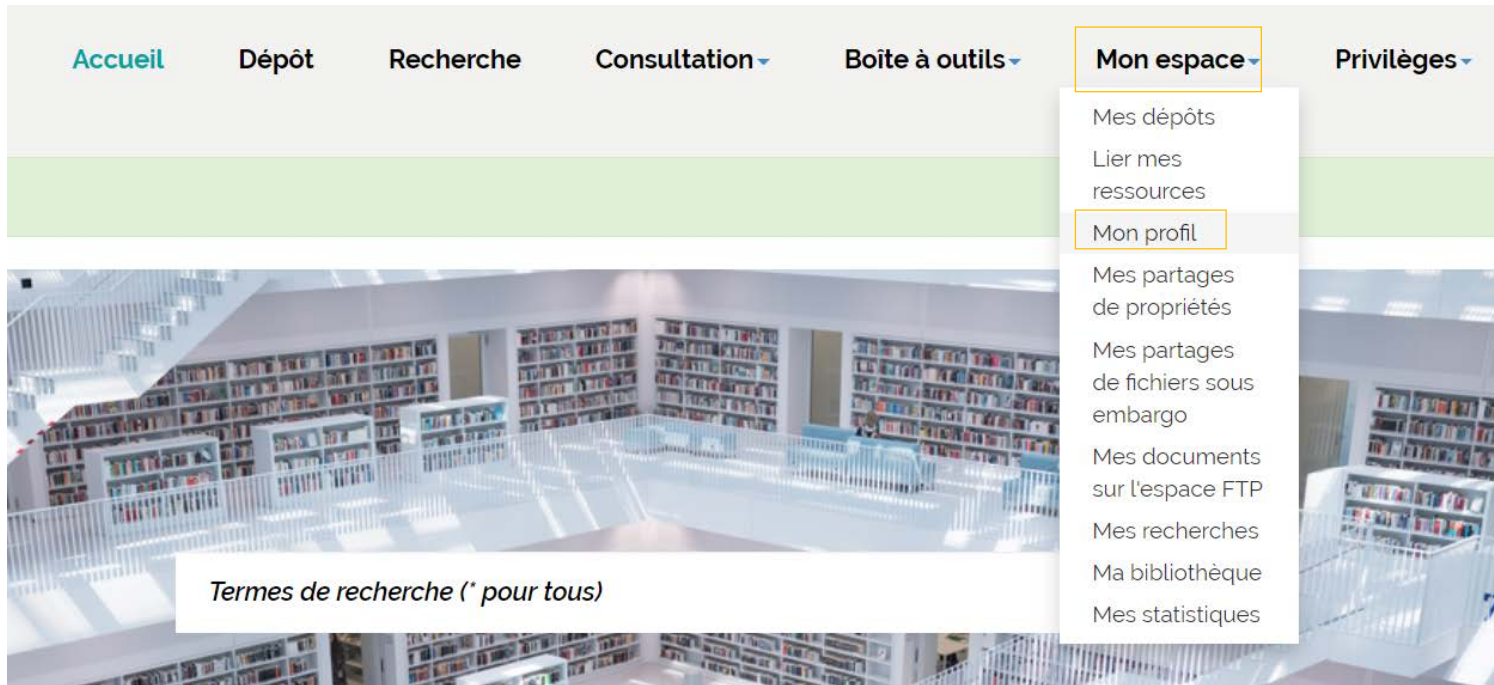 Accueil Dépôt Recherche Consultation Boîte à outils Mon espace Privilèges
Mes dépôts
Lier mes
ressources
Mon profil
Mes partages
de propriétés
Mes partages
de fichiers sous
embargo
Mes documents
sur l'espace FTP
Mes recherches
Ma bibliothèque
Mes statistiques
Termes de recherche (* pour tous)